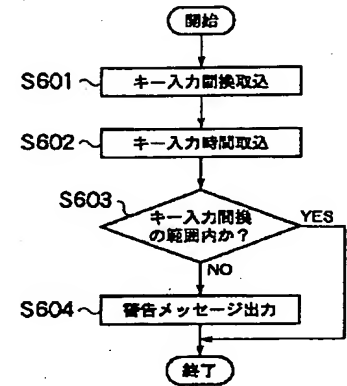 開始
S601
キー入力間換取込
S602
キー入力時間取込
S603
キー入力間換
の範囲内か?
YES
NO
S604
警告メッセージ出力
終了